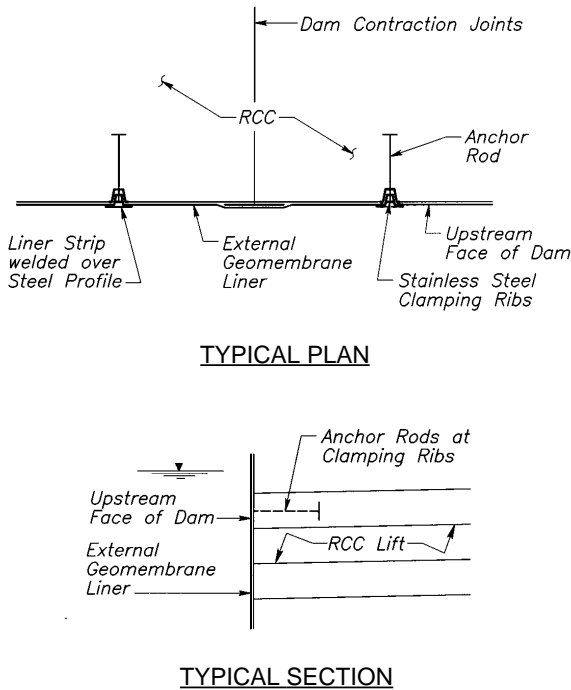 Dam Contraction Joints
RCC
Anchor
Rod
Liner Strip
welded over
Steel Profile
External
Geomembrane
Liner
Upstream
Face of Dam
Stainless Steel
Clamping Ribs
TYPICAL PLAN
Anchor Rods at
Clamping Ribs
Upstream
Face of Dam
RCC Lift
External
Geomembrane
Liner
TYPICAL SECTION